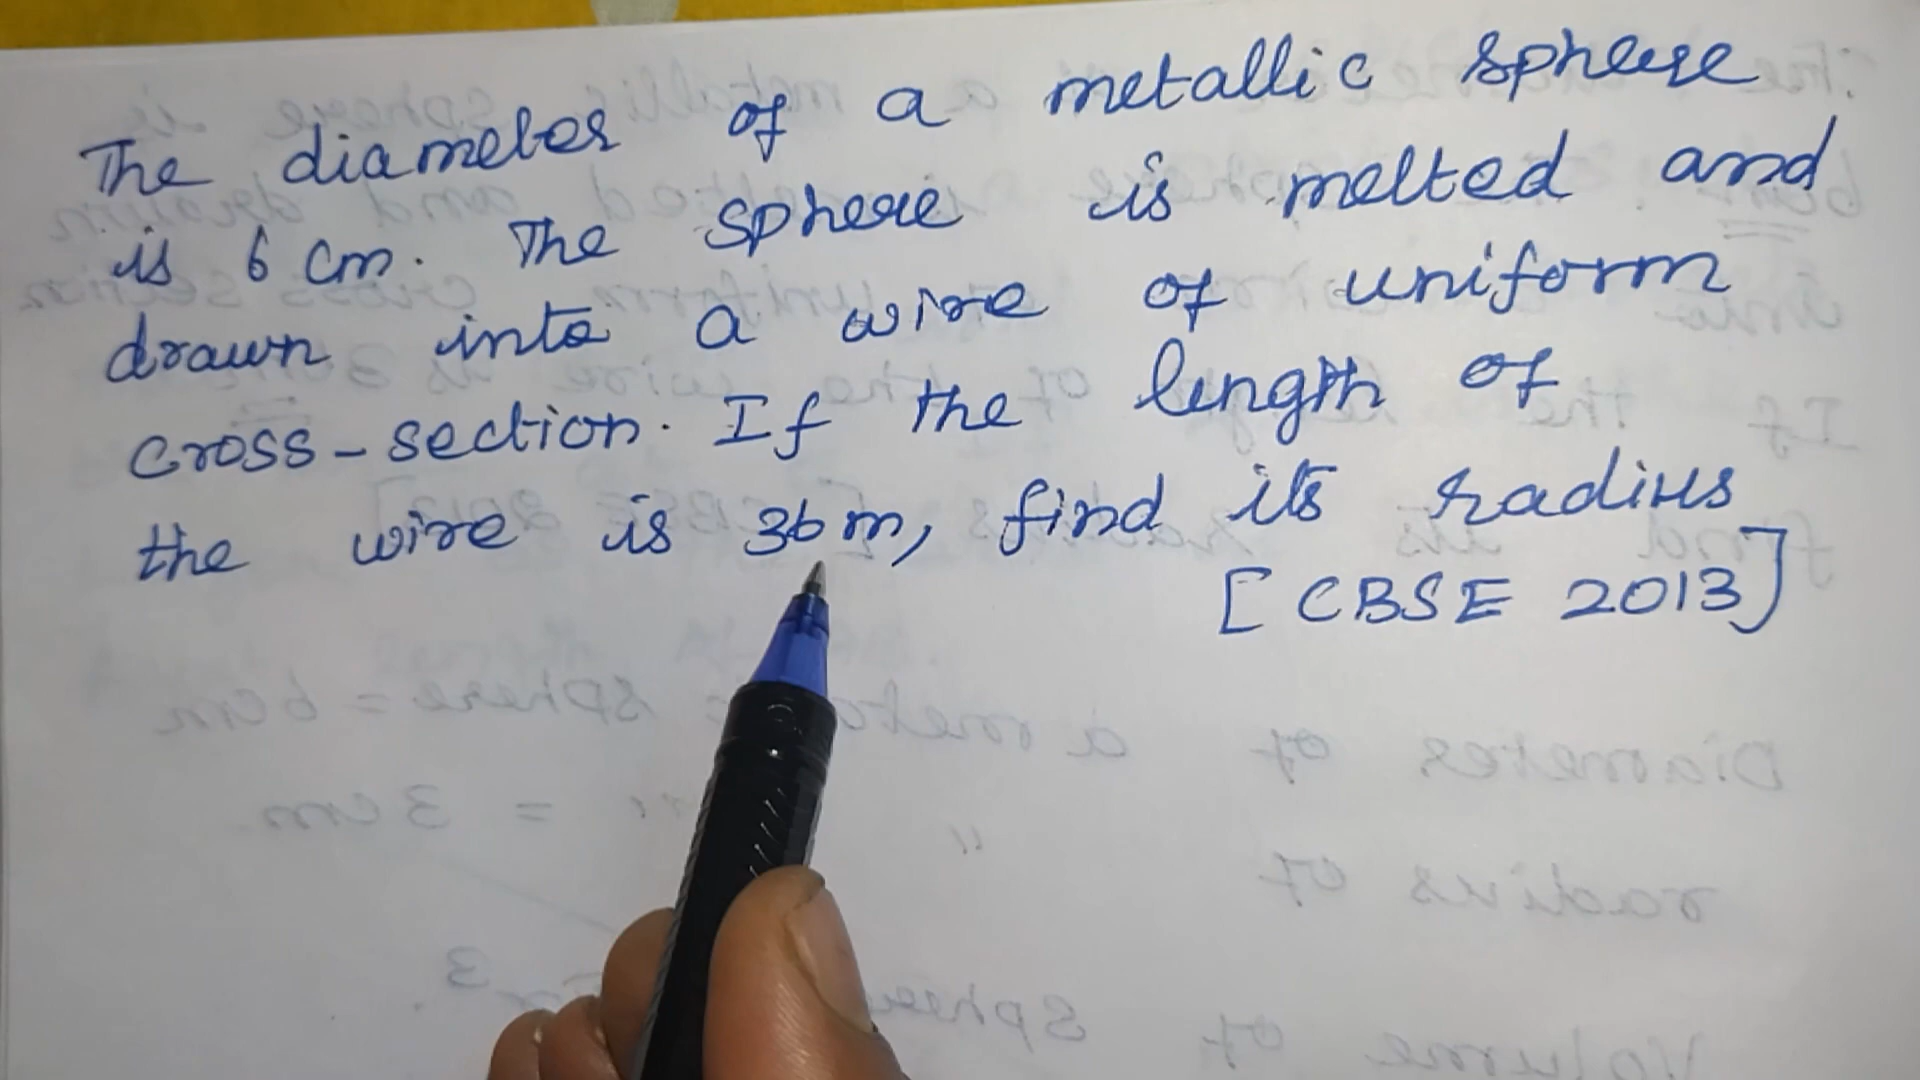 The diameter of a metallic sphere
is 6 cm. The sphere is melted and
drawn into a wire of uniform
cross-section. If the length of
the wire is 36 m, find its radius
[CBSE 2013]